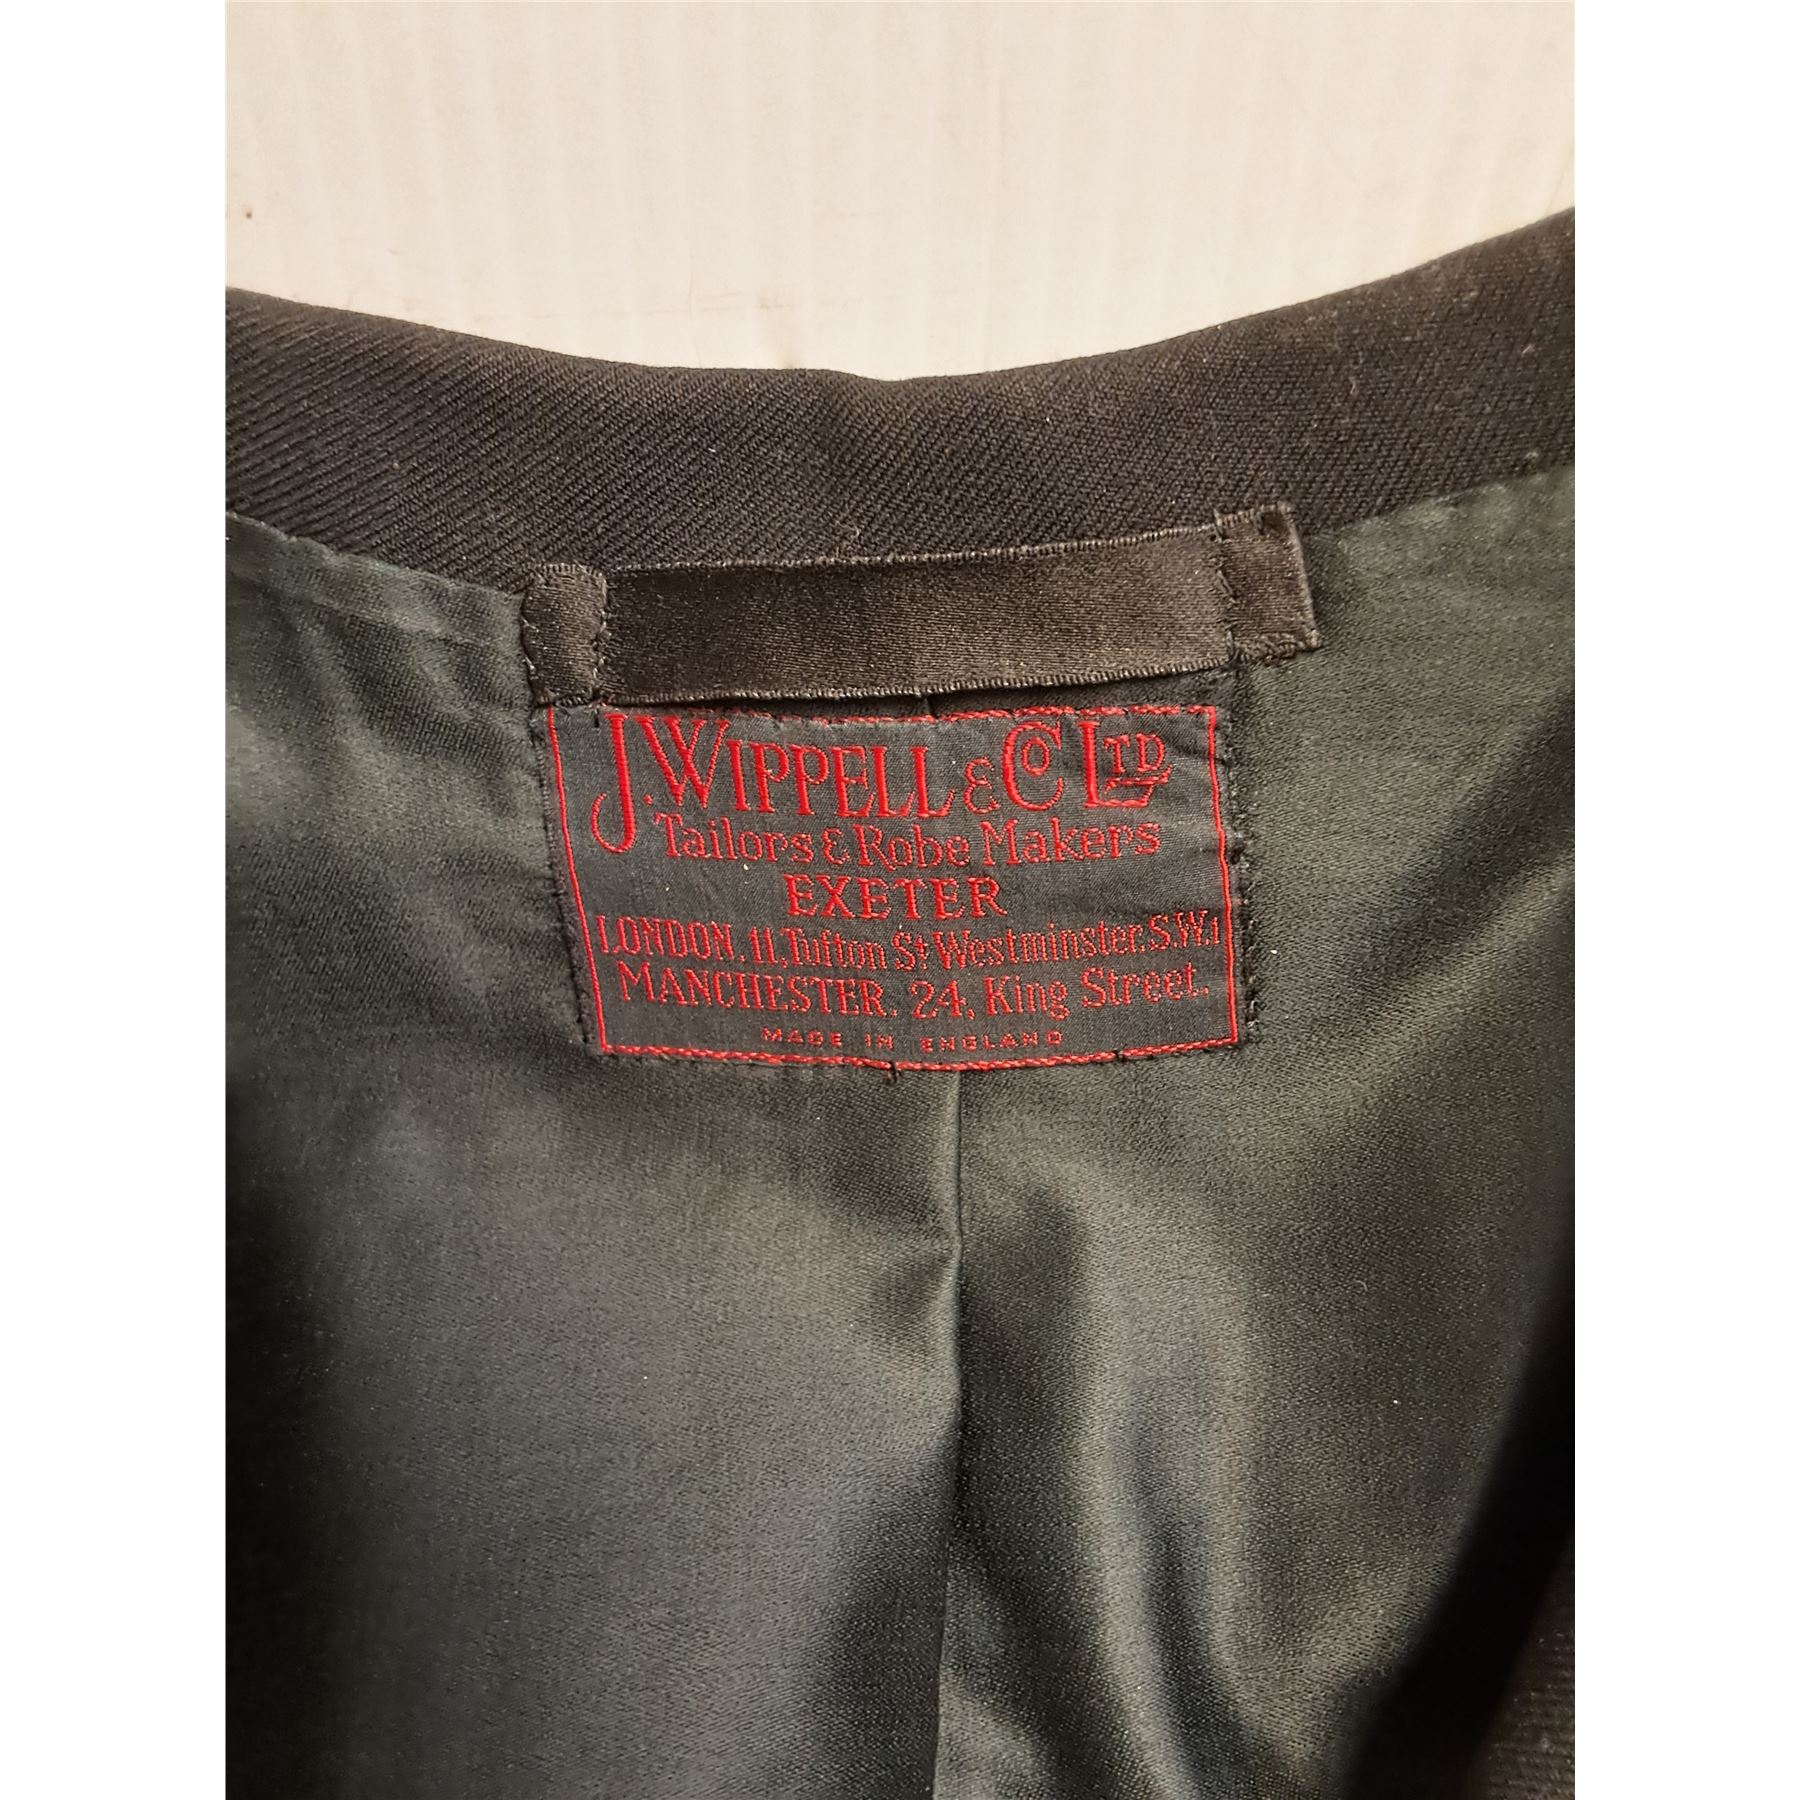 J. WIPPELL & CO LTD
Tailors & Robe Makers
EXETER
LONDON. 11, Tufton St Westminster. S.W.1
MANCHESTER. 24, King Street.
MADE IN ENGLAND